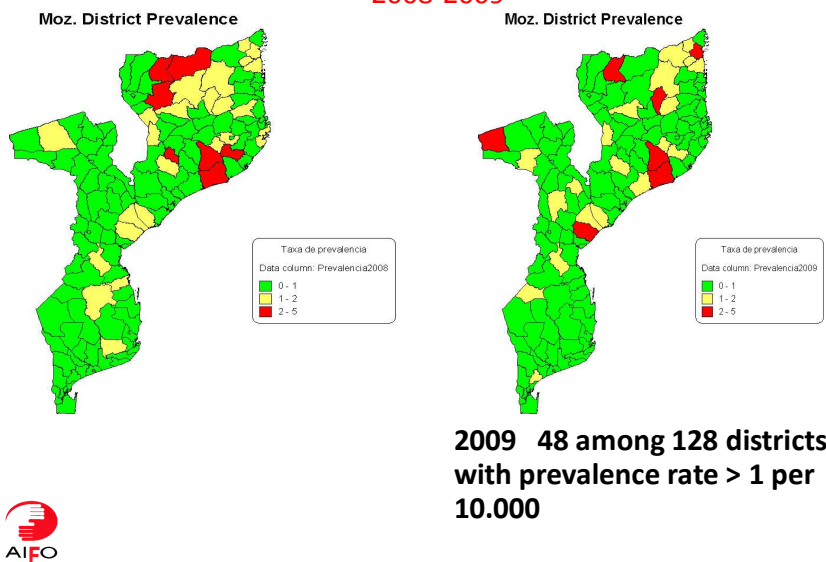 2008-2009
Moz. District Prevalence
Moz. District Prevalence
Taxa de prevalencia
Data column: Prevalencia2008
0 - 1
1 - 2
2 - 5
Taxa de prevalencia
Data column: Prevalencia2009
0 - 1
1 - 2
2 - 5
2009 48 among 128 districts
with prevalence rate > 1 per
10.000
AIFO